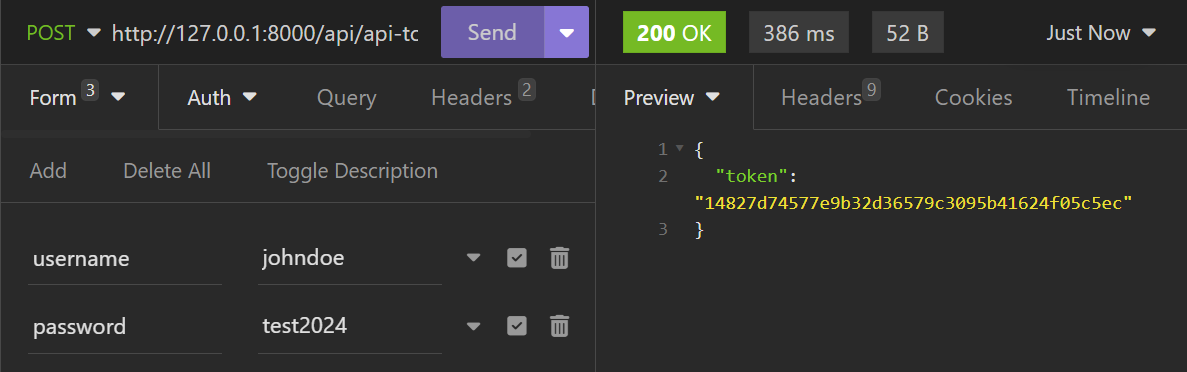 POST http://127.0.0.1:8000/api/api-to Send 200 OK 386 ms 52 B Just Now
Form 3 Auth Query Headers 2 Preview Headers 9 Cookies Timeline
Add Delete All Toggle Description
1 {
2 "token":
"14827d74577e9b32d36579c3095b41624f05c5ec"
3 }
username johndoe
password test2024